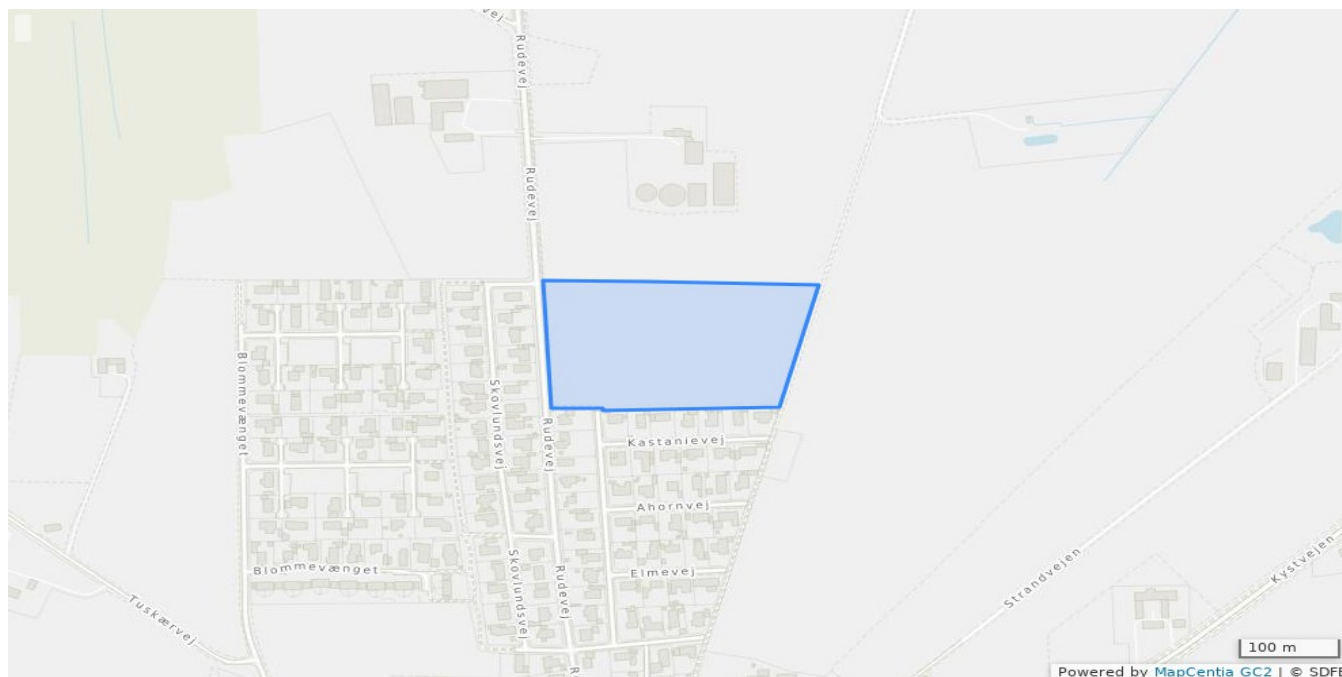 vej
Rudevej
Rudevej
Blommevænget
Skovlundsvej
Rudevej
Kastanievej
Ahornvej
Elmevej
Blommevænget
Skovlundsvej
Rudevej
Tuskærvej
Strandvejen
Kystvejen
100 m
Powered by MapCentia GC2 | © SDFE